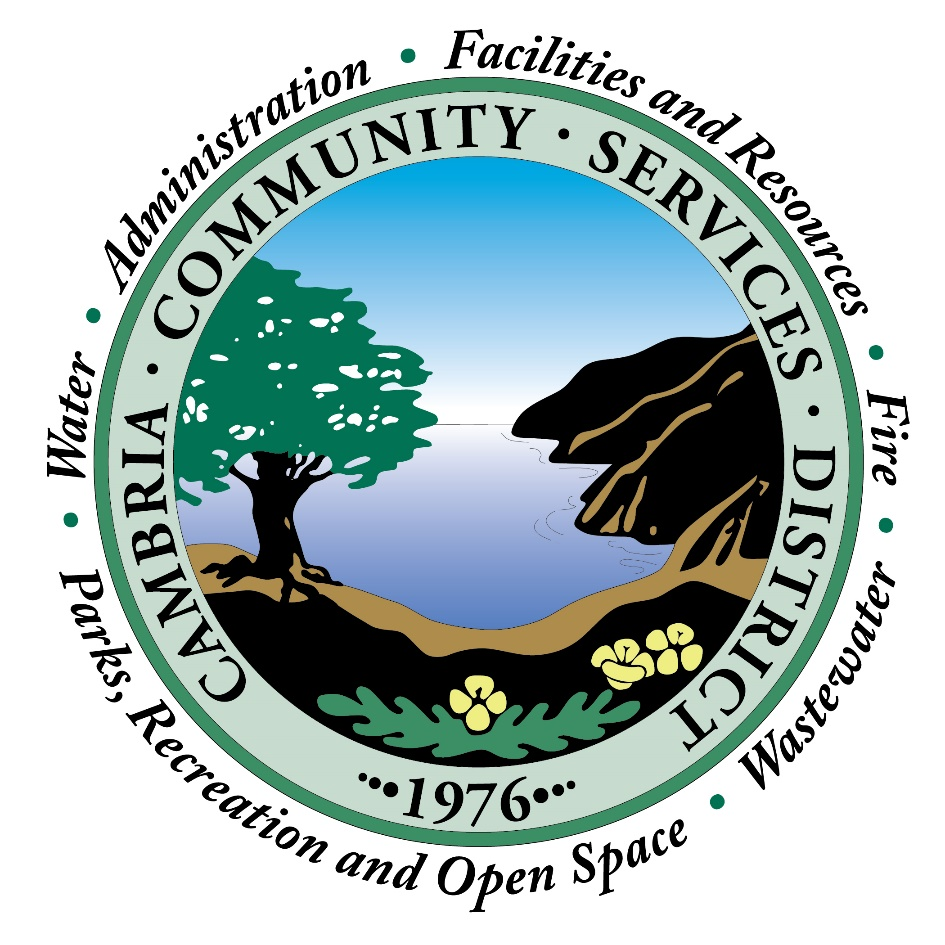 Administration • Facilities and Resources • Fire • Wastewater • Parks, Recreation and Open Space • Water •
CAMBRIA · COMMUNITY · SERVICES · DISTRICT
•••1976•••